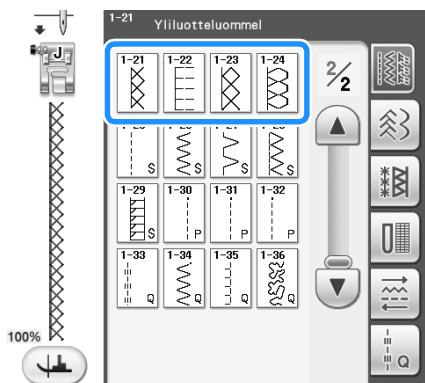 1-21 Yliluotteluommel
J
1-21 1-22 1-23 1-24
2/2
S S S S
1-29 1-30 1-31 1-32
S P P P
1-33 1-34 1-35 1-36
Q Q Q Q
100%
Q